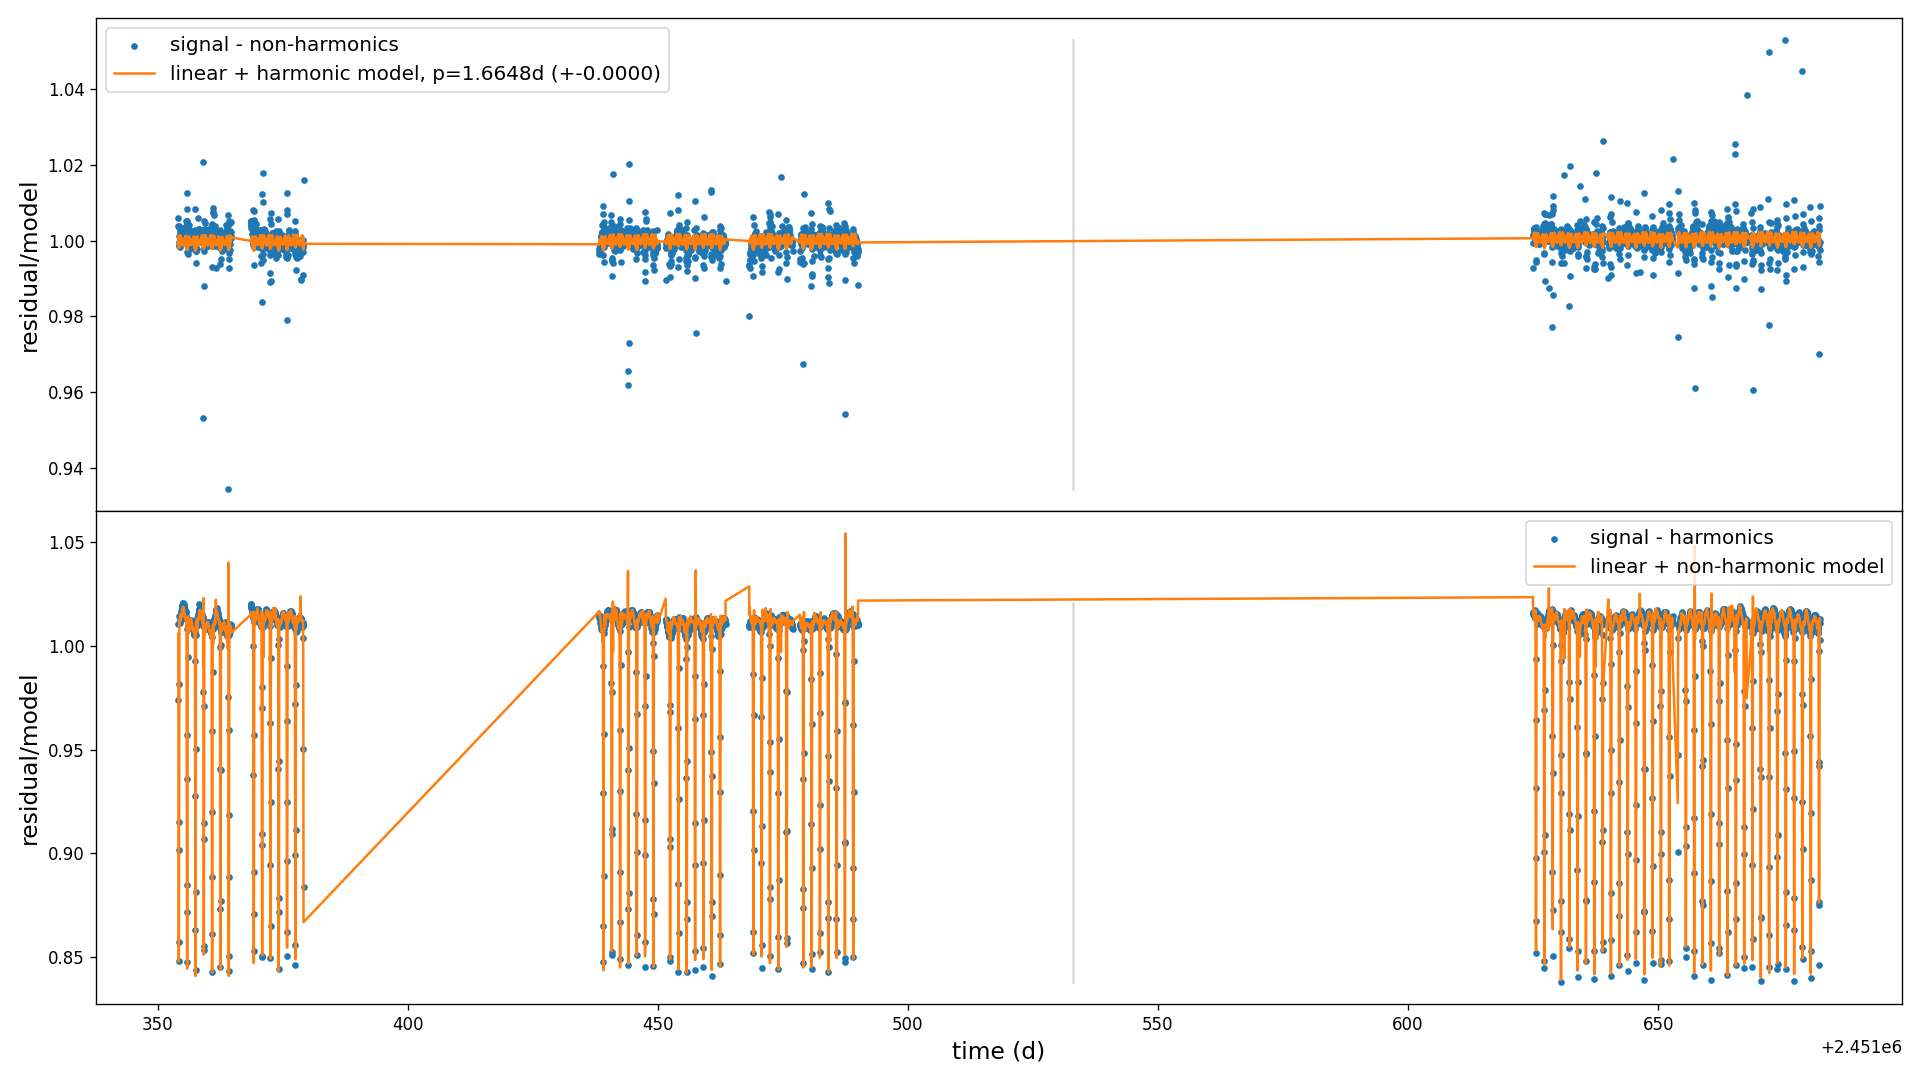 signal - non-harmonics
linear + harmonic model, p=1.6648d (+-0.0000)
1.04
1.02
1.00
0.98
0.96
0.94
residual/model
signal - harmonics
linear + non-harmonic model
1.05
1.00
0.95
0.90
0.85
residual/model
350
400
450
500
550
600
650
time (d)
+2.451e6